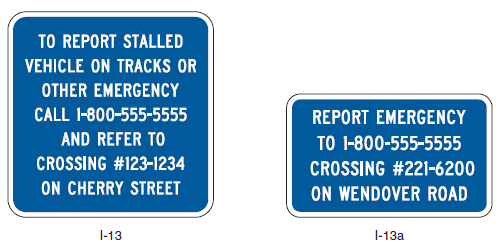 TO REPORT STALLED
VEHICLE ON TRACKS OR
OTHER EMERGENCY
CALL 1-800-555-5555
AND REFER TO
CROSSING #123-1234
ON CHERRY STREET
I-13
REPORT EMERGENCY
TO 1-800-555-5555
CROSSING #221-6200
ON WENDOVER ROAD
I-13a